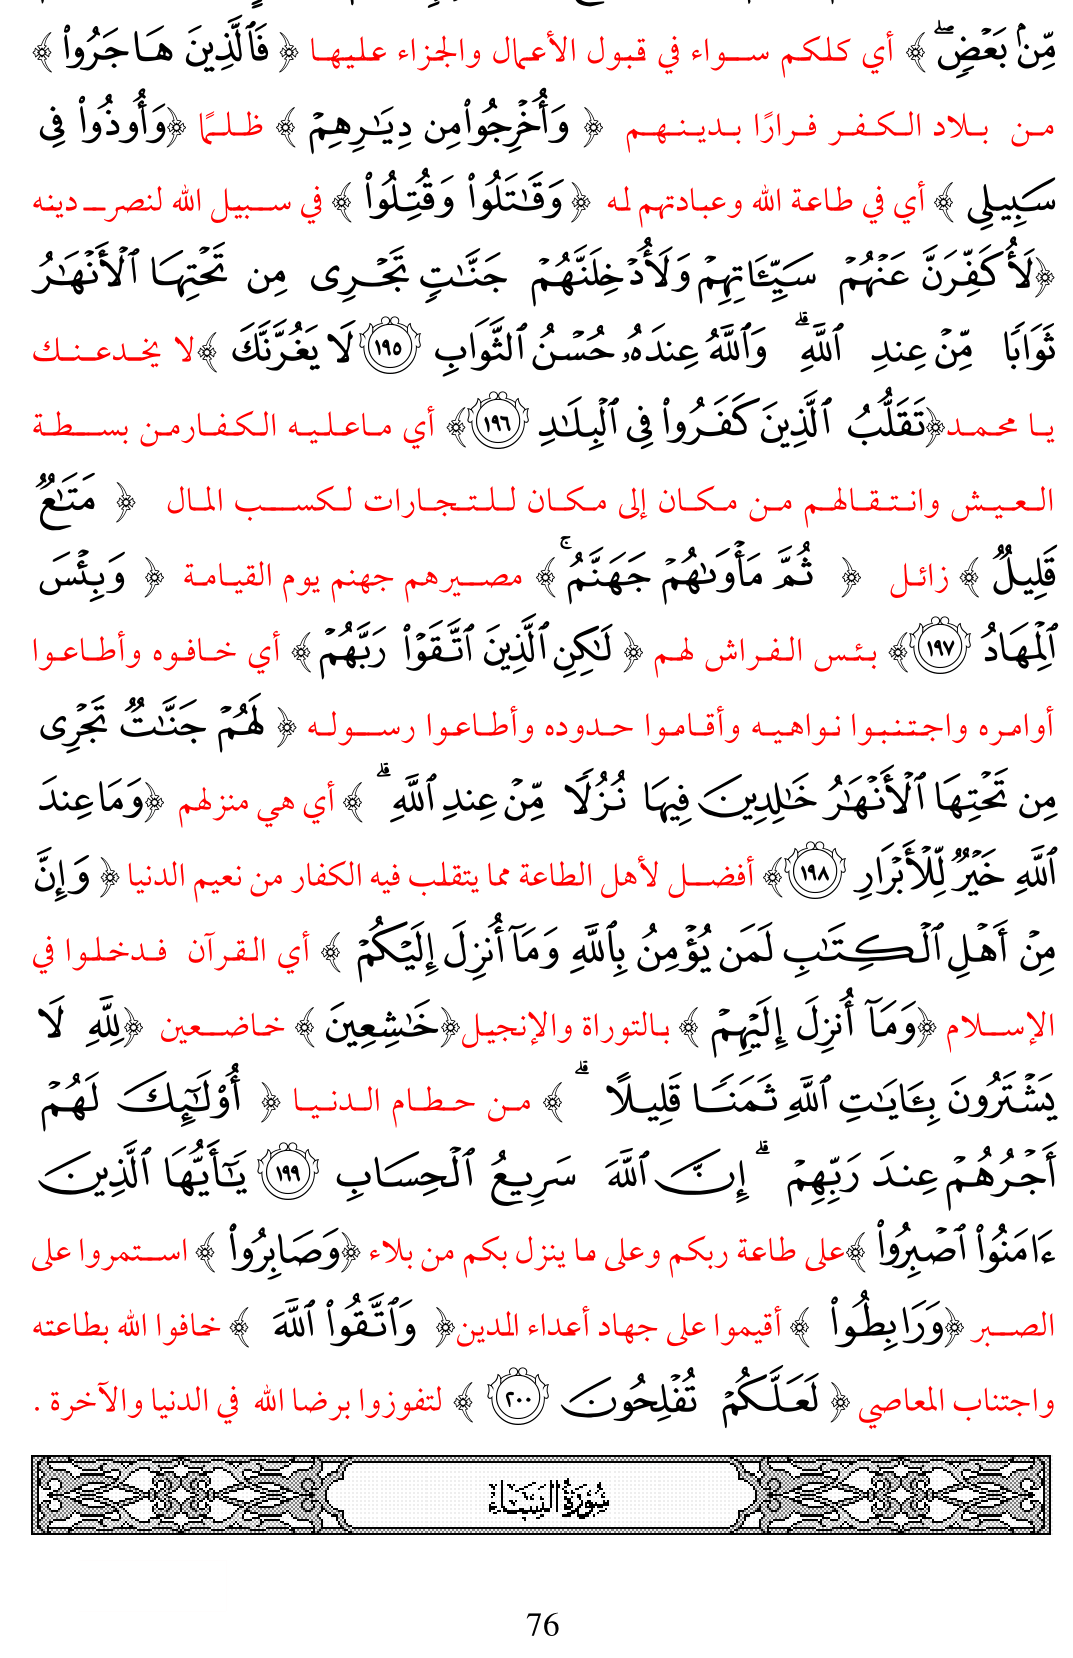 مِّنۢ بَعۡضٖۖ ﴾ أي كلكم سواء في قبول الأعمال والجزاء عليها ﴿ فَٱلَّذِينَ هَاجَرُواْ ﴾
من بلاد الكفر فرارًا بدينهم ﴿ وَأُخۡرِجُواْ مِن دِيَٰرِهِمۡ ﴾ ظلمًا ﴿وَأُوذُواْ فِي
سَبِيلِي ﴾ أي في طاعة الله وعبادتهم له ﴿وَقَٰتَلُواْ وَقُتِلُواْ ﴾ في سبيل الله لنصر دينه
﴿لَأُكَفِّرَنَّ عَنۡهُمۡ سَيِّـَٔاتِهِمۡ وَلَأُدۡخِلَنَّهُمۡ جَنَّٰتٖ تَجۡرِي مِن تَحۡتِهَا ٱلۡأَنۡهَٰرُ
ثَوَابٗا مِّنۡ عِندِ ٱللَّهِۚ وَٱللَّهُ عِندَهُۥ حُسۡنُ ٱلثَّوَابِ ١٩٥ لَا يَغُرَّنَّكَ ﴾لا يخدعنك
يا محمد﴿تَقَلُّبُ ٱلَّذِينَ كَفَرُواْ فِي ٱلۡبِلَٰدِ ١٩٦﴾ أي ماعليه الكفارمن بسطة
العيش وانتقالهم من مكان إلى مكان للتجارات لكسب المال ﴿ مَتَٰعٞ
قَلِيلٞ ﴾ زائل ﴿ ثُمَّ مَأۡوَىٰهُمۡ جَهَنَّمُۚ ﴾ مصيرهم جهنم يوم القيامة ﴿ وَبِئۡسَ
ٱلۡمِهَادُ ١٩٧﴾ بئس الفراش لهم ﴿ لَٰكِنِ ٱلَّذِينَ ٱتَّقَوۡاْ رَبَّهُمۡ ﴾ أي خافوه وأطاعوا
أوامره واجتنبوا نواهيه وأقاموا حدوده وأطاعوا رسوله ﴿ لَهُمۡ جَنَّٰتٞ تَجۡرِي
مِن تَحۡتِهَا ٱلۡأَنۡهَٰرُ خَٰلِدِينَ فِيهَا نُزُلٗا مِّنۡ عِندِ ٱللَّهِۗ ﴾ أي هي منزلهم ﴿وَمَا عِندَ
ٱللَّهِ خَيۡرٞ لِّلۡأَبۡرَارِ ١٩٨﴾ أفضل لأهل الطاعة مما يتقلب فيه الكفار من نعيم الدنيا ﴿ وَإِنَّ
مِنۡ أَهۡلِ ٱلۡكِتَٰبِ لَمَن يُؤۡمِنُ بِٱللَّهِ وَمَآ أُنزِلَ إِلَيۡكُمۡ ﴾ أي القرآن فدخلوا في
الإسلام ﴿وَمَآ أُنزِلَ إِلَيۡهِمۡ ﴾ بالتوراة والإنجيل﴿خَٰشِعِينَ ﴾ خاضعين ﴿لِلَّهِ لَا
يَشۡتَرُونَ بِـَٔايَٰتِ ٱللَّهِ ثَمَنٗا قَلِيلًاۗ ﴾ من حطام الدنيا ﴿ أُوْلَٰٓئِكَ لَهُمۡ
أَجۡرُهُمۡ عِندَ رَبِّهِمۡۗ إِنَّ ٱللَّهَ سَرِيعُ ٱلۡحِسَابِ ١٩٩ يَٰٓأَيُّهَا ٱلَّذِينَ
ءَامَنُواْ ٱصۡبِرُواْ ﴾على طاعة ربكم وعلى ما ينزل بكم من بلاء ﴿وَصَابِرُواْ ﴾ استمروا على
الصبر ﴿وَرَابِطُواْ ﴾ أقيموا على جهاد أعداء الدين﴿ وَٱتَّقُواْ ٱللَّهَ ﴾ خافوا الله بطاعته
واجتناب المعاصي ﴿ لَعَلَّكُمۡ تُفۡلِحُونَ ٢٠٠ ﴾ لتفوزوا برضا الله في الدنيا والآخرة .
سُورَةُ النِّسَاءِ
76